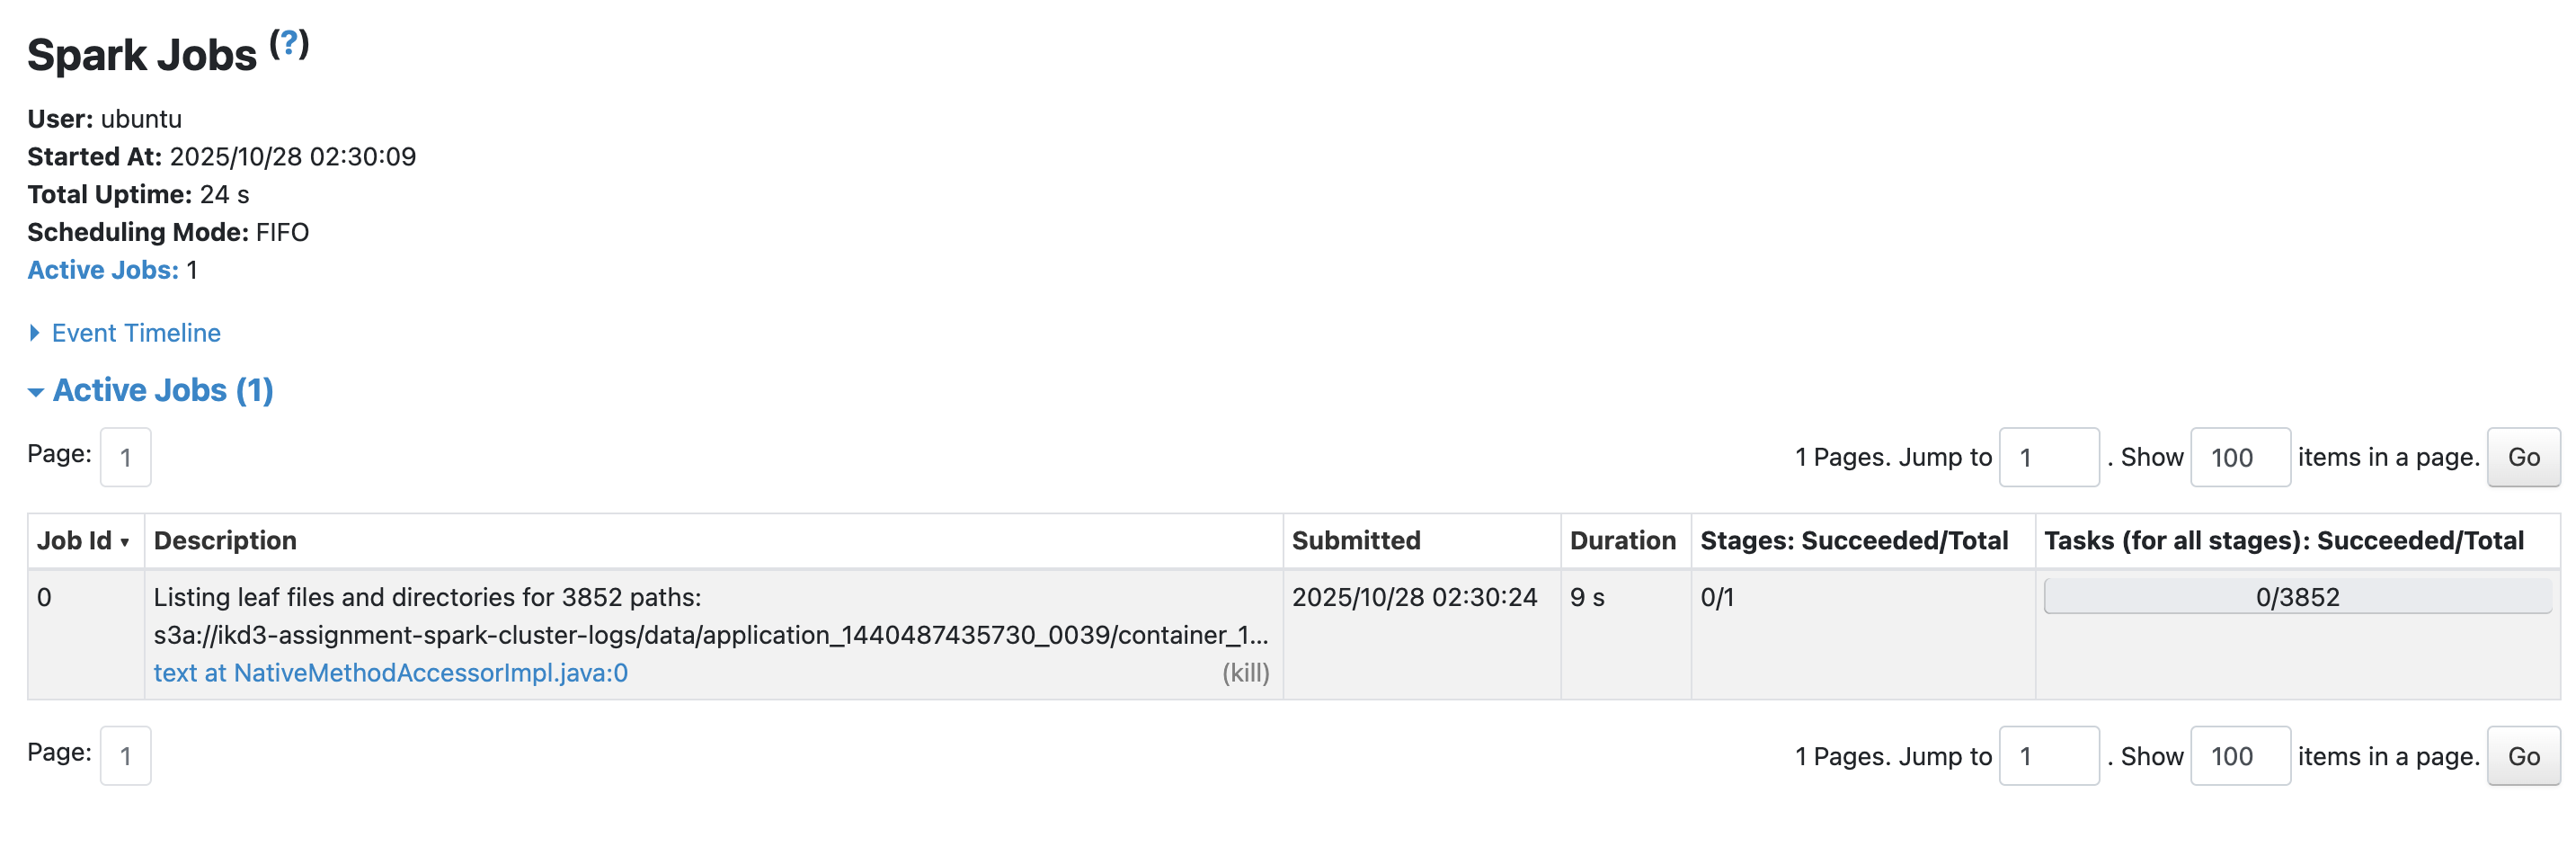 Spark Jobs (?)
User: ubuntu
Started At: 2025/10/28 02:30:09
Total Uptime: 24 s
Scheduling Mode: FIFO
Active Jobs: 1
Event Timeline
Active Jobs (1)
Page: 1 1 Pages. Jump to 1 . Show 100 items in a page. Go
Job Id ▾ Description Submitted Duration Stages: Succeeded/Total Tasks (for all stages): Succeeded/Total
0 Listing leaf files and directories for 3852 paths: 2025/10/28 02:30:24 9 s 0/1 0/3852
s3a://ikd3-assignment-spark-cluster-logs/data/application_1440487435730_0039/container_1...
text at NativeMethodAccessorImpl.java:0 (kill)
Page: 1 1 Pages. Jump to 1 . Show 100 items in a page. Go